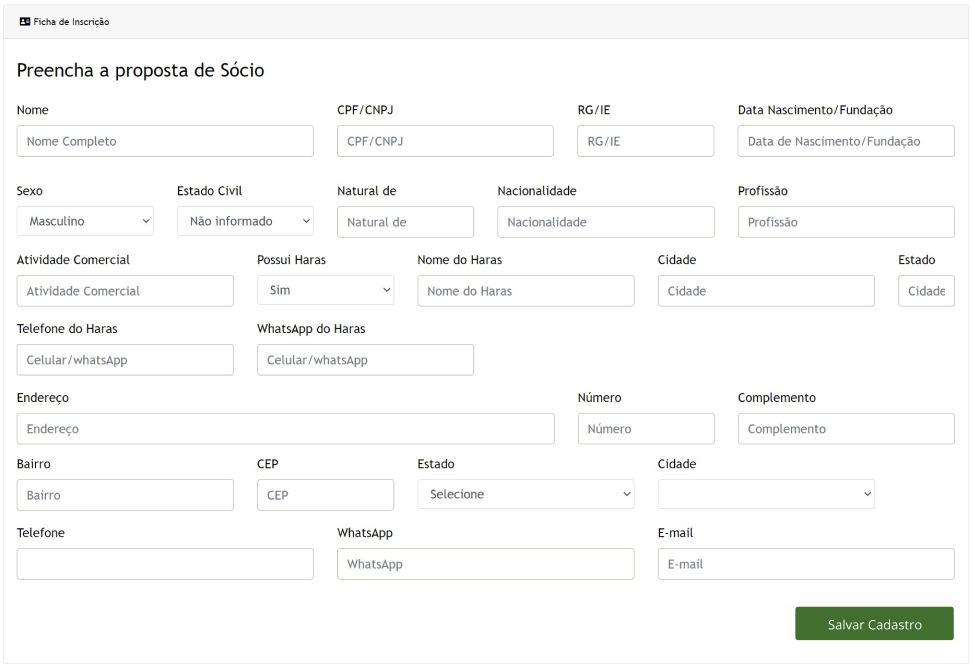 Ficha de Inscrição
Preencha a proposta de Sócio
Nome CPF/CNPJ RG/IE Data Nascimento/Fundação
Nome Completo CPF/CNPJ RG/IE Data de Nascimento/Fundação
Sexo Estado Civil Natural de Nacionalidade Profissão
Masculino Não informado Natural de Nacionalidade Profissão
Atividade Comercial Possui Haras Nome do Haras Cidade Estado
Atividade Comercial Sim Nome do Haras Cidade Cidade
Telefone do Haras WhatsApp do Haras
Celular/whatsApp Celular/whatsApp
Endereço Número Complemento
Endereço Número Complemento
Bairro CEP Estado Cidade
Bairro CEP Selecione
Telefone WhatsApp E-mail
WhatsApp E-mail
Salvar Cadastro